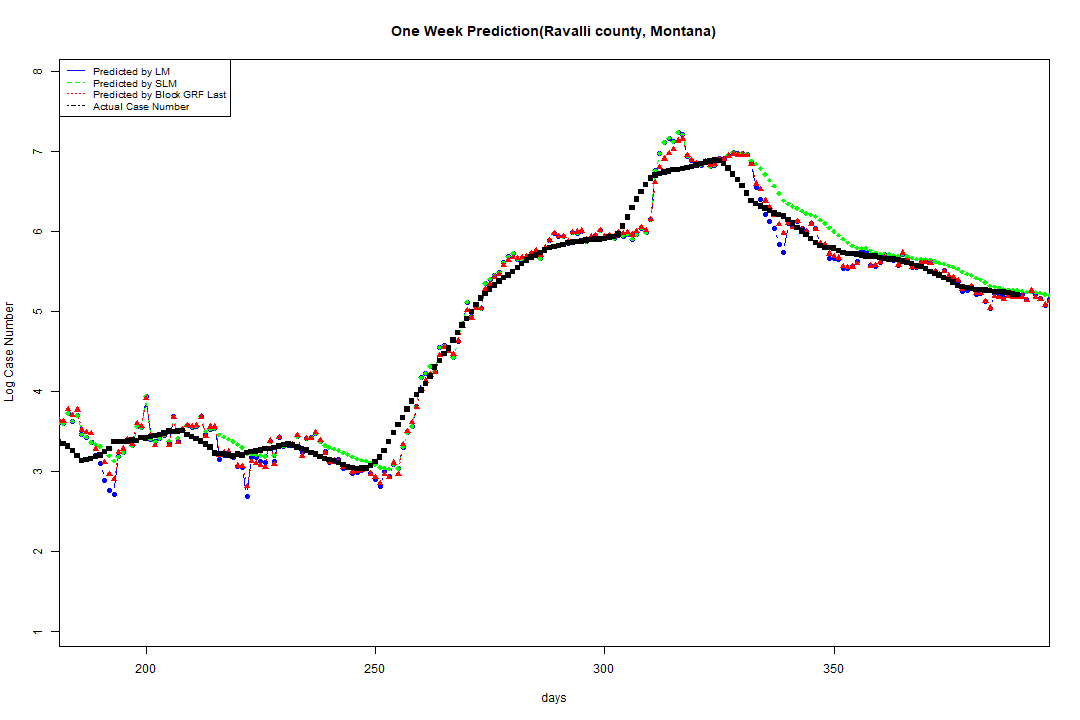 One Week Prediction(Ravalli county, Montana)
Predicted by LM
Predicted by SLM
Predicted by Block GRF Last
Actual Case Number
8
7
6
5
4
3
2
1
Log Case Number
200 250 300 350
days